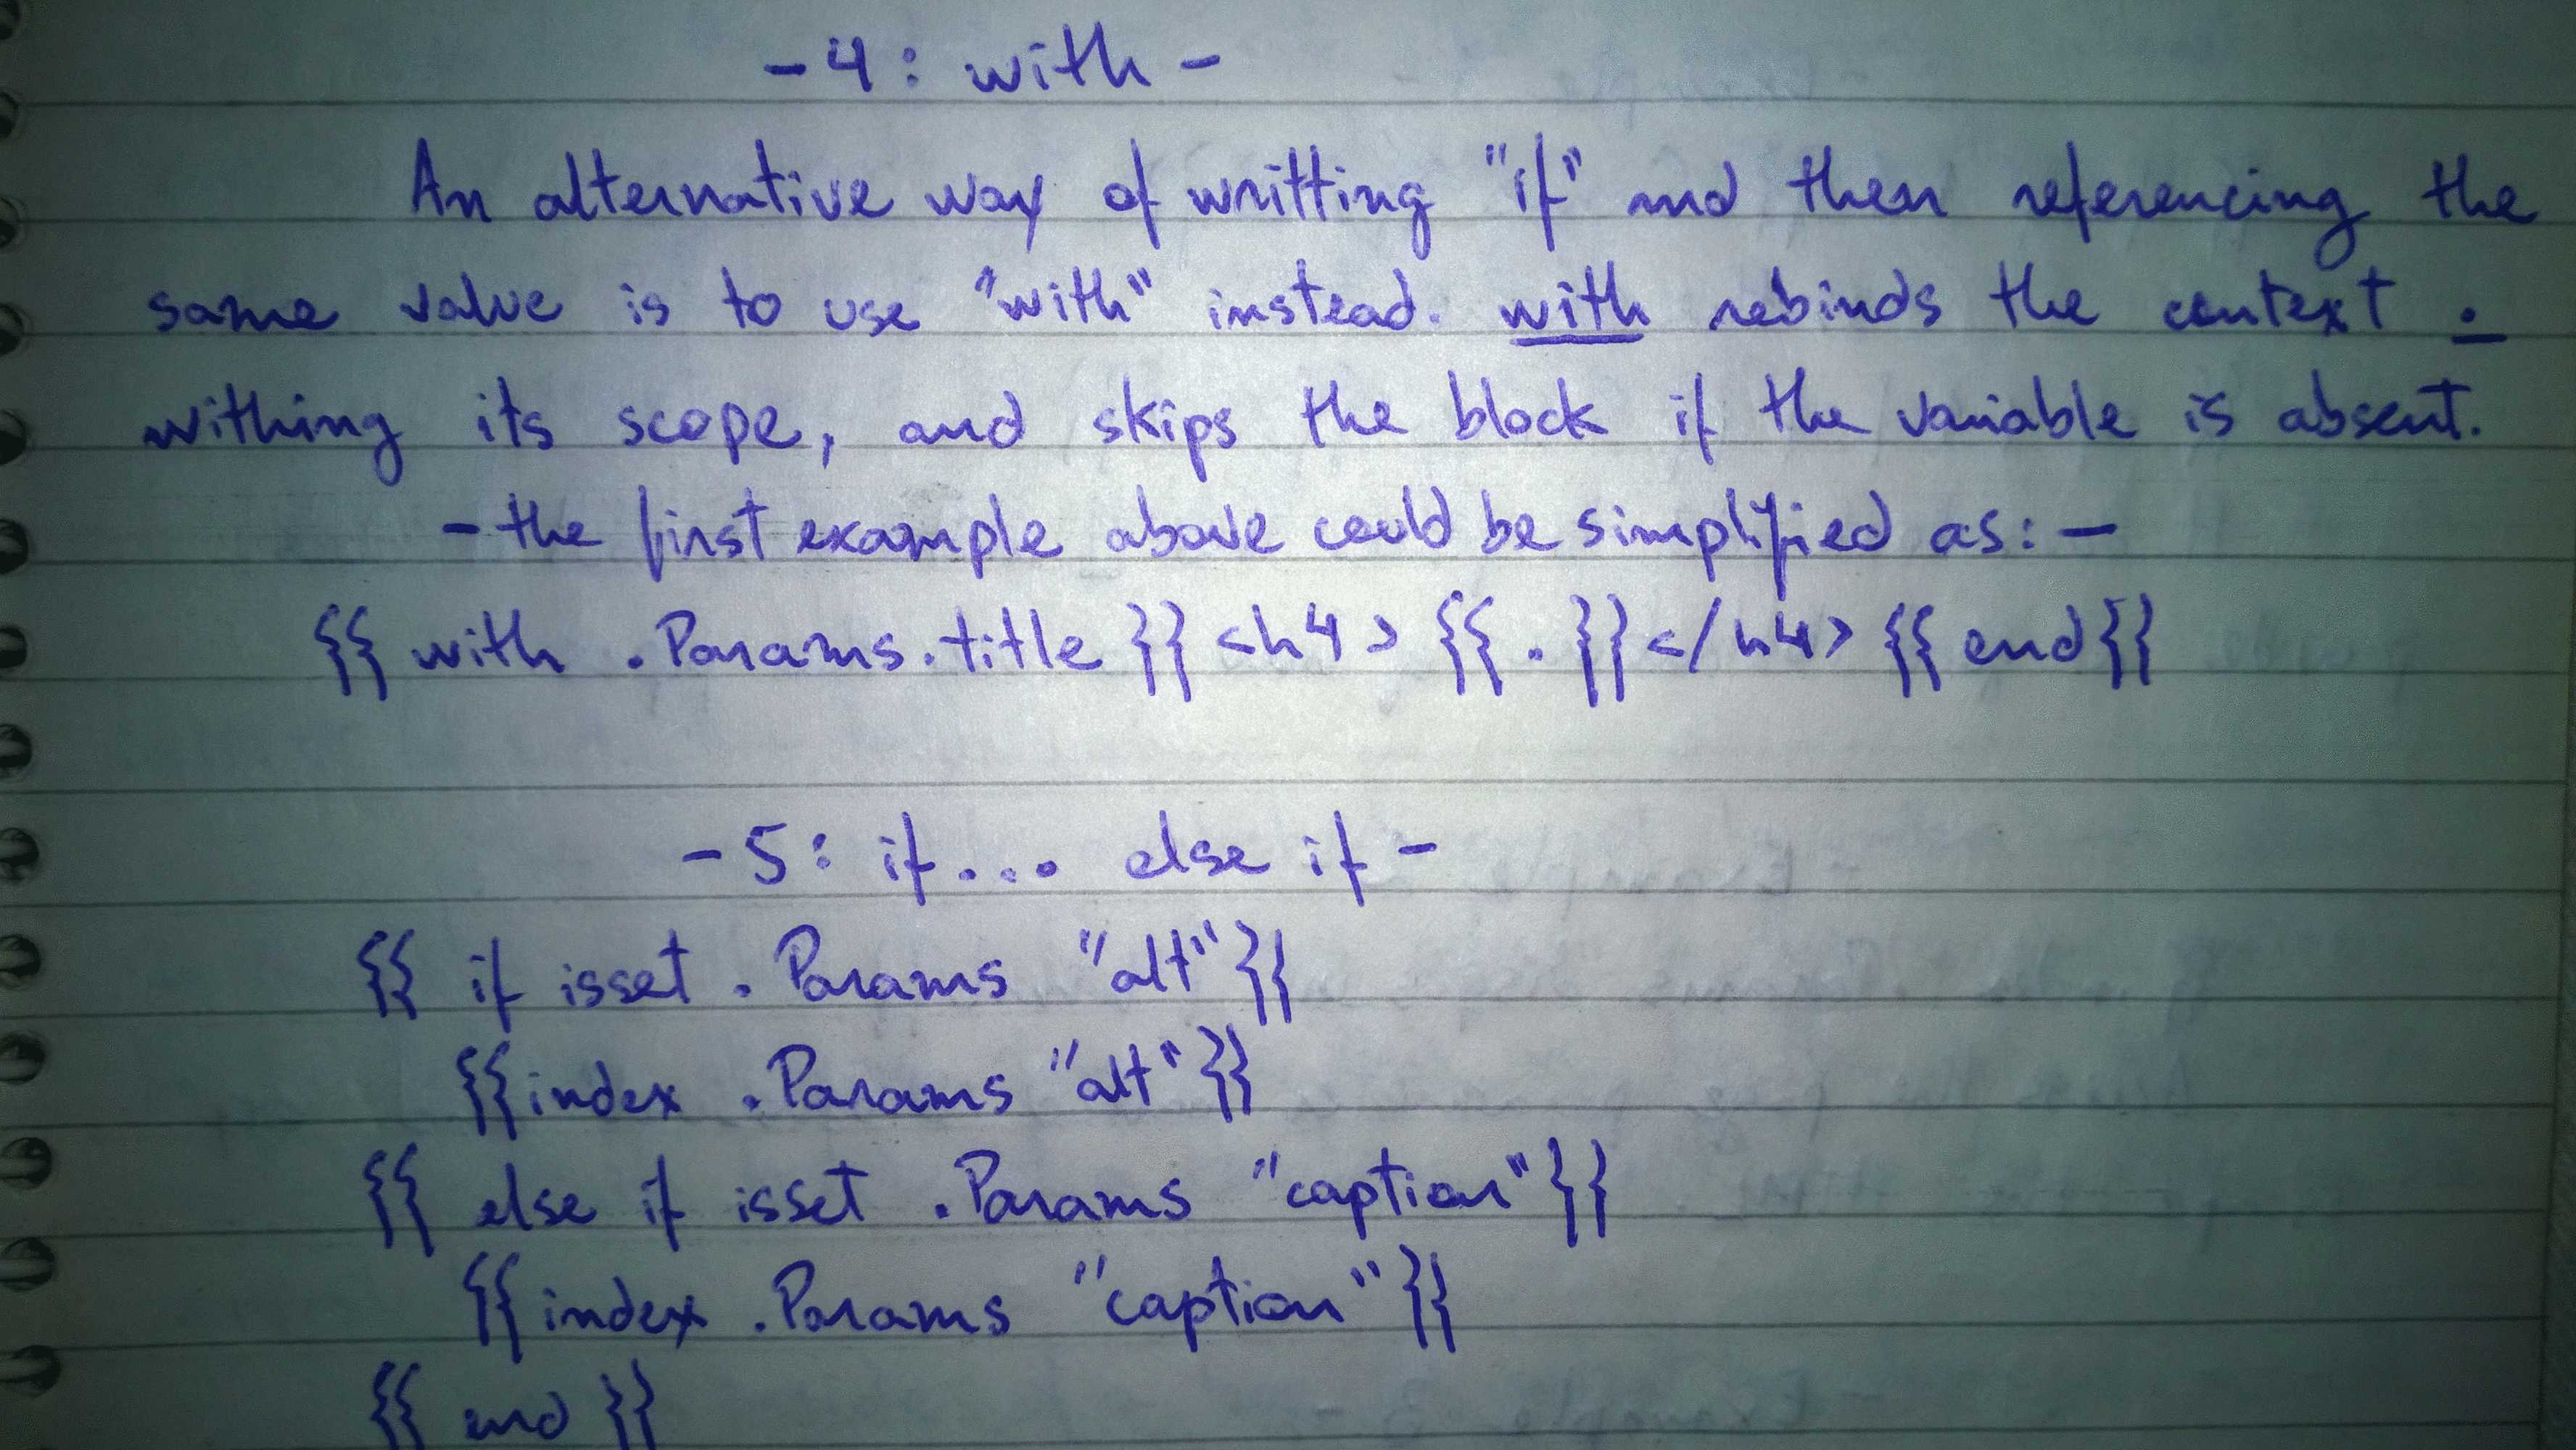 - 4: with -
An alternative way of writting "if" and then referencing the
same value is to use "with" instead. with rebinds the context .
withing its scope, and skips the block if the variable is absent.
- the first example above could be simplified as: -
{{ with .Params.title }} <h4> {{ . }} </h4> {{ end }}
- 5: if... else if -
{{ if isset .Params "alt" }}
{{ index .Params "alt" }}
{{ else if isset .Params "caption" }}
{{ index .Params "caption" }}
{{ end }}